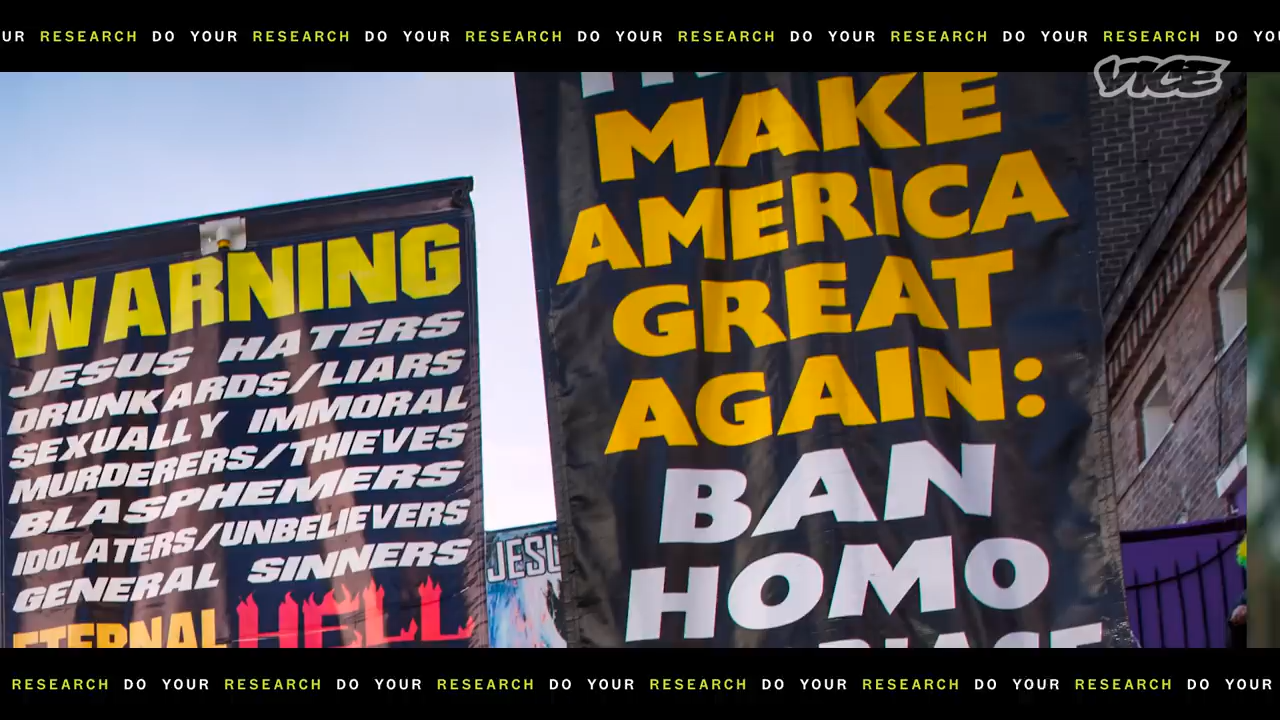 UR RESEARCH DO YOUR RESEARCH DO YOUR RESEARCH DO YOUR RESEARCH DO YOUR RESEARCH DO YOUR RESEARCH DO YO
VICE
WARNING
JESUS HATERS
DRUNKARDS/LIARS
SEXUALLY IMMORAL
MURDERERS/THIEVES
BLASPHEMERS
IDOLATERS/UNBELIEVERS
GENERAL SINNERS
ETERNAL HELL
JESU
MAKE
AMERICA
GREAT
AGAIN:
BAN
HOMO
RESEARCH DO YOUR RESEARCH DO YOUR RESEARCH DO YOUR RESEARCH DO YOUR RESEARCH DO YOUR RESEARCH DO YOUR